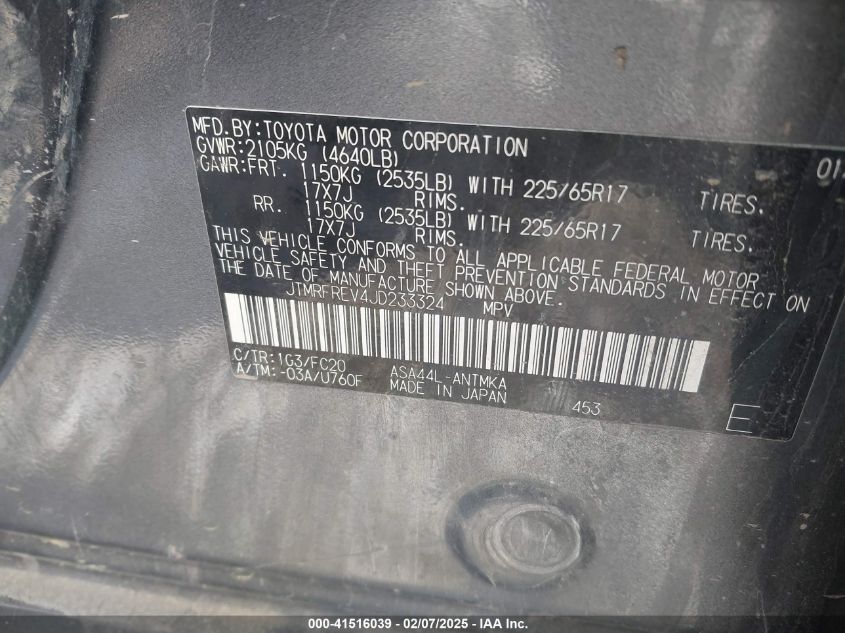 MFD.BY:TOYOTA MOTOR CORPORATION 01
GVWR:2105KG (4640LB)
GAWR:FRT. 1150KG (2535LB) WITH 225/65R17 TIRES.
17X7J RIMS.
RR. 1150KG (2535LB) WITH 225/65R17 TIRES.
17X7J RIMS.
THIS VEHICLE CONFORMS TO ALL APPLICABLE FEDERAL MOTOR
VEHICLE SAFETY AND THEFT PREVENTION STANDARDS IN EFFECT ON
THE DATE OF MANUFACTURE SHOWN ABOVE.
JTMRFREV4JD233324 MPV
C/TR:1G3/FC20 ASA44L-ANTMKA
A/TM:-03A/U760F MADE IN JAPAN 453 E
000-41516039 - 02/07/2025 - IAA Inc.